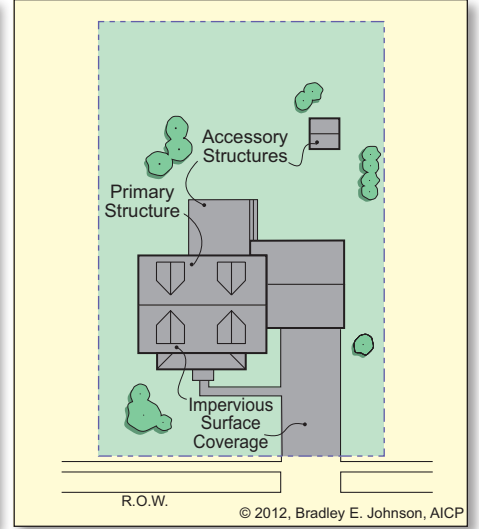 Accessory
Structures
Primary
Structure
Impervious
Surface
Coverage
R.O.W.
© 2012, Bradley E. Johnson, AICP